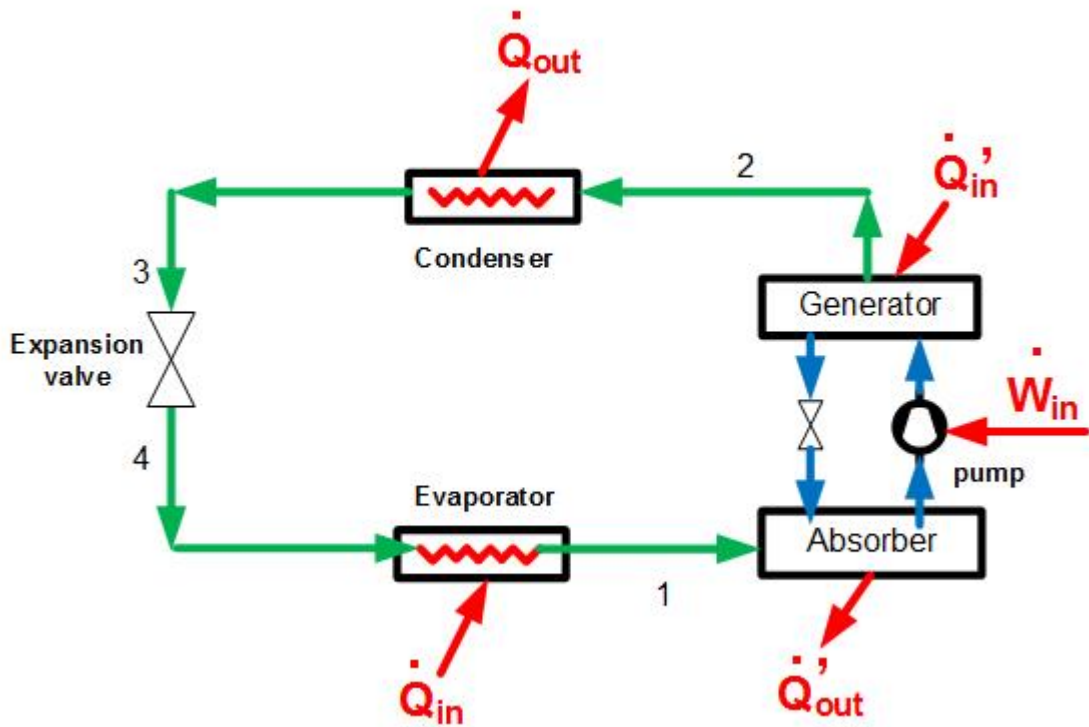 Q̇out
2
Q̇'in
Condenser
3
Generator
Expansion
valve
Ẇin
4
pump
Evaporator
Absorber
1
Q̇in
Q̇'out